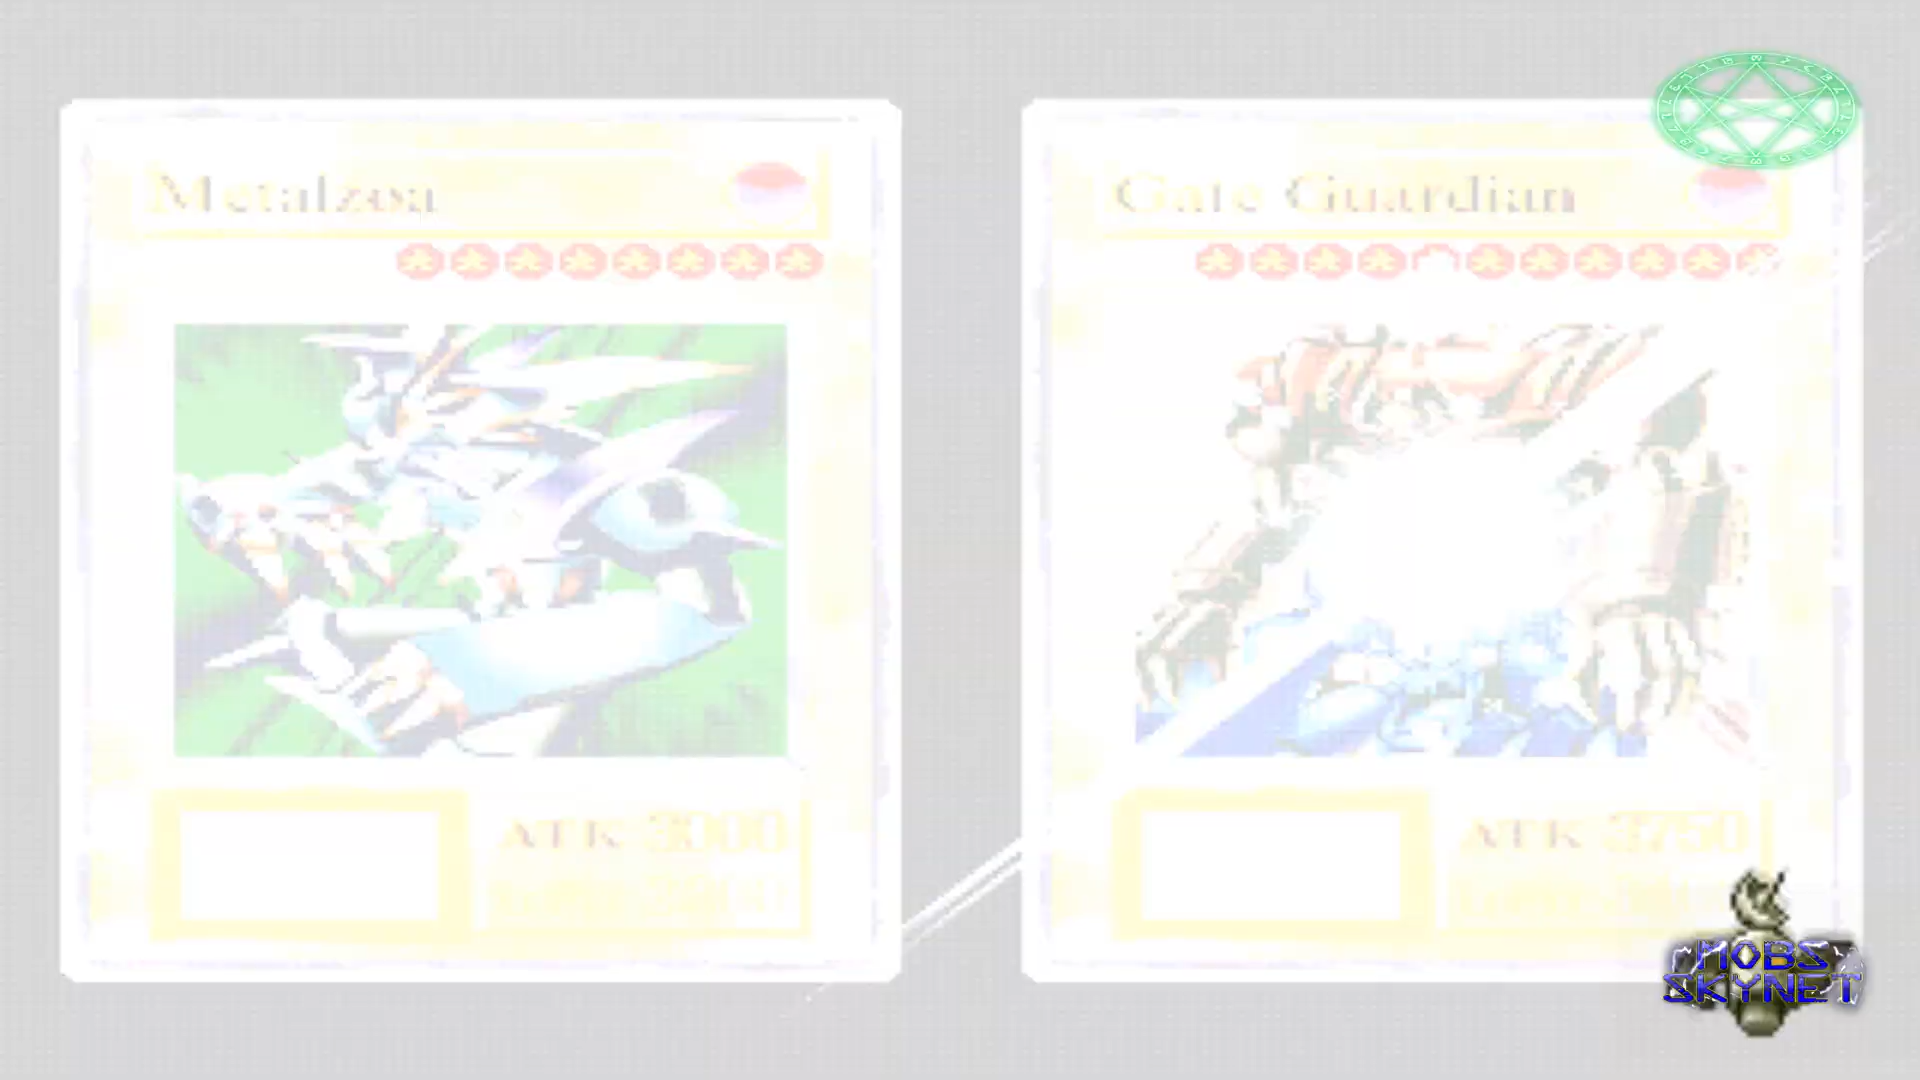 Metalzoa
Gate Guardian
ATK 3000
ATK 3750
MOBS
SKYNET